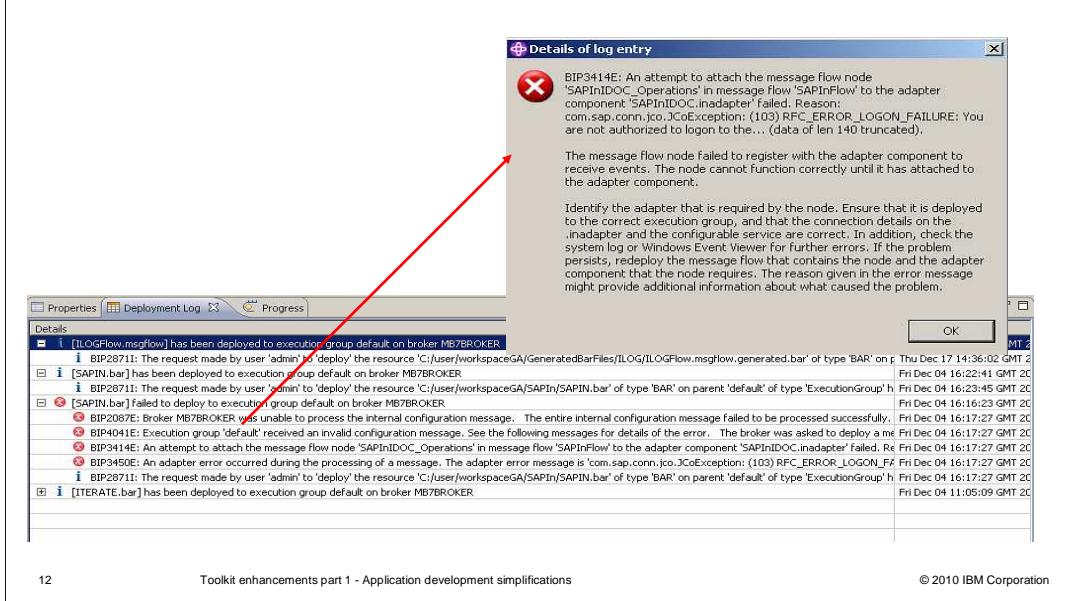 Details of log entry
BIP3414E: An attempt to attach the message flow node
'SAPInIDOC_Operations' in message flow 'SAPInFlow' to the adapter
component 'SAPInIDOC.inadapter' failed. Reason:
com.sap.conn.jco.JCoException: (103) RFC_ERROR_LOGON_FAILURE: You
are not authorized to logon to the... (data of len 140 truncated).
The message flow node failed to register with the adapter component to
receive events. The node cannot function correctly until it has attached to
the adapter component.
Identify the adapter that is required by the node. Ensure that it is deployed
to the correct execution group, and that the connection details on the
.inadapter and the configurable service are correct. In addition, check the
system log or Windows Event Viewer for further errors. If the problem
persists, redeploy the message flow that contains the node and the adapter
component that the node requires. The reason given in the error message
might provide additional information about what caused the problem.
OK
Properties Deployment Log Progress
Details
[ILOGFlow.msgflow] has been deployed to execution group default on broker MB7BROKER MT 2
BIP2871I: The request made by user 'admin' to 'deploy' the resource 'C:/user/workspaceGA/GeneratedBarFiles/ILOG/ILOGFlow.msgflow.generated.bar' of type 'BAR' on p Thu Dec 17 14:36:02 GMT 2
[SAPIN.bar] has been deployed to execution group default on broker MB7BROKER Fri Dec 04 16:22:41 GMT 20
BIP2871I: The request made by user 'admin' to 'deploy' the resource 'C:/user/workspaceGA/SAPIn/SAPIN.bar' of type 'BAR' on parent 'default' of type 'ExecutionGroup' h Fri Dec 04 16:23:45 GMT 20
[SAPIN.bar] failed to deploy to execution group default on broker MB7BROKER Fri Dec 04 16:16:23 GMT 20
BIP2087E: Broker MB7BROKER was unable to process the internal configuration message. The entire internal configuration message failed to be processed successfully. Fri Dec 04 16:17:27 GMT 20
BIP4041E: Execution group 'default' received an invalid configuration message. See the following messages for details of the error. The broker was asked to deploy a me Fri Dec 04 16:17:27 GMT 20
BIP3414E: An attempt to attach the message flow node 'SAPInIDOC_Operations' in message flow 'SAPInFlow' to the adapter component 'SAPInIDOC.inadapter' failed. Re Fri Dec 04 16:17:27 GMT 20
BIP3450E: An adapter error occurred during the processing of a message. The adapter error message is 'com.sap.conn.jco.JCoException: (103) RFC_ERROR_LOGON_FA Fri Dec 04 16:17:27 GMT 20
BIP2871I: The request made by user 'admin' to 'deploy' the resource 'C:/user/workspaceGA/SAPIn/SAPIN.bar' of type 'BAR' on parent 'default' of type 'ExecutionGroup' h Fri Dec 04 16:17:27 GMT 20
[ITERATE.bar] has been deployed to execution group default on broker MB7BROKER Fri Dec 04 11:05:09 GMT 20
12 Toolkit enhancements part 1 - Application development simplifications © 2010 IBM Corporation